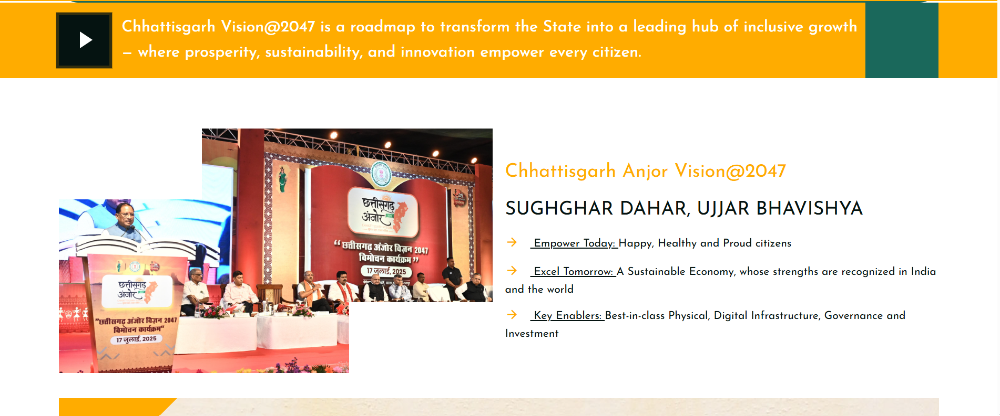 Chhattisgarh Vision@2047 is a roadmap to transform the State into a leading hub of inclusive growth
– where prosperity, sustainability, and innovation empower every citizen.
छत्तीसगढ़
अंजोर
“ छत्तीसगढ़ अंजोर विज़न 2047
विमोचन कार्यक्रम ”
17 जुलाई, 2025
छत्तीसगढ़
अंजोर
”छत्तीसगढ़ अंजोर विज़न 2047
विमोचन कार्यक्रम“
17 जुलाई, 2025
Chhattisgarh Anjor Vision@2047
SUGHGHAR DAHAR, UJJAR BHAVISHYA
→ Empower Today: Happy, Healthy and Proud citizens
→ Excel Tomorrow: A Sustainable Economy, whose strengths are recognized in India
and the world
→ Key Enablers: Best-in-class Physical, Digital Infrastructure, Governance and
Investment